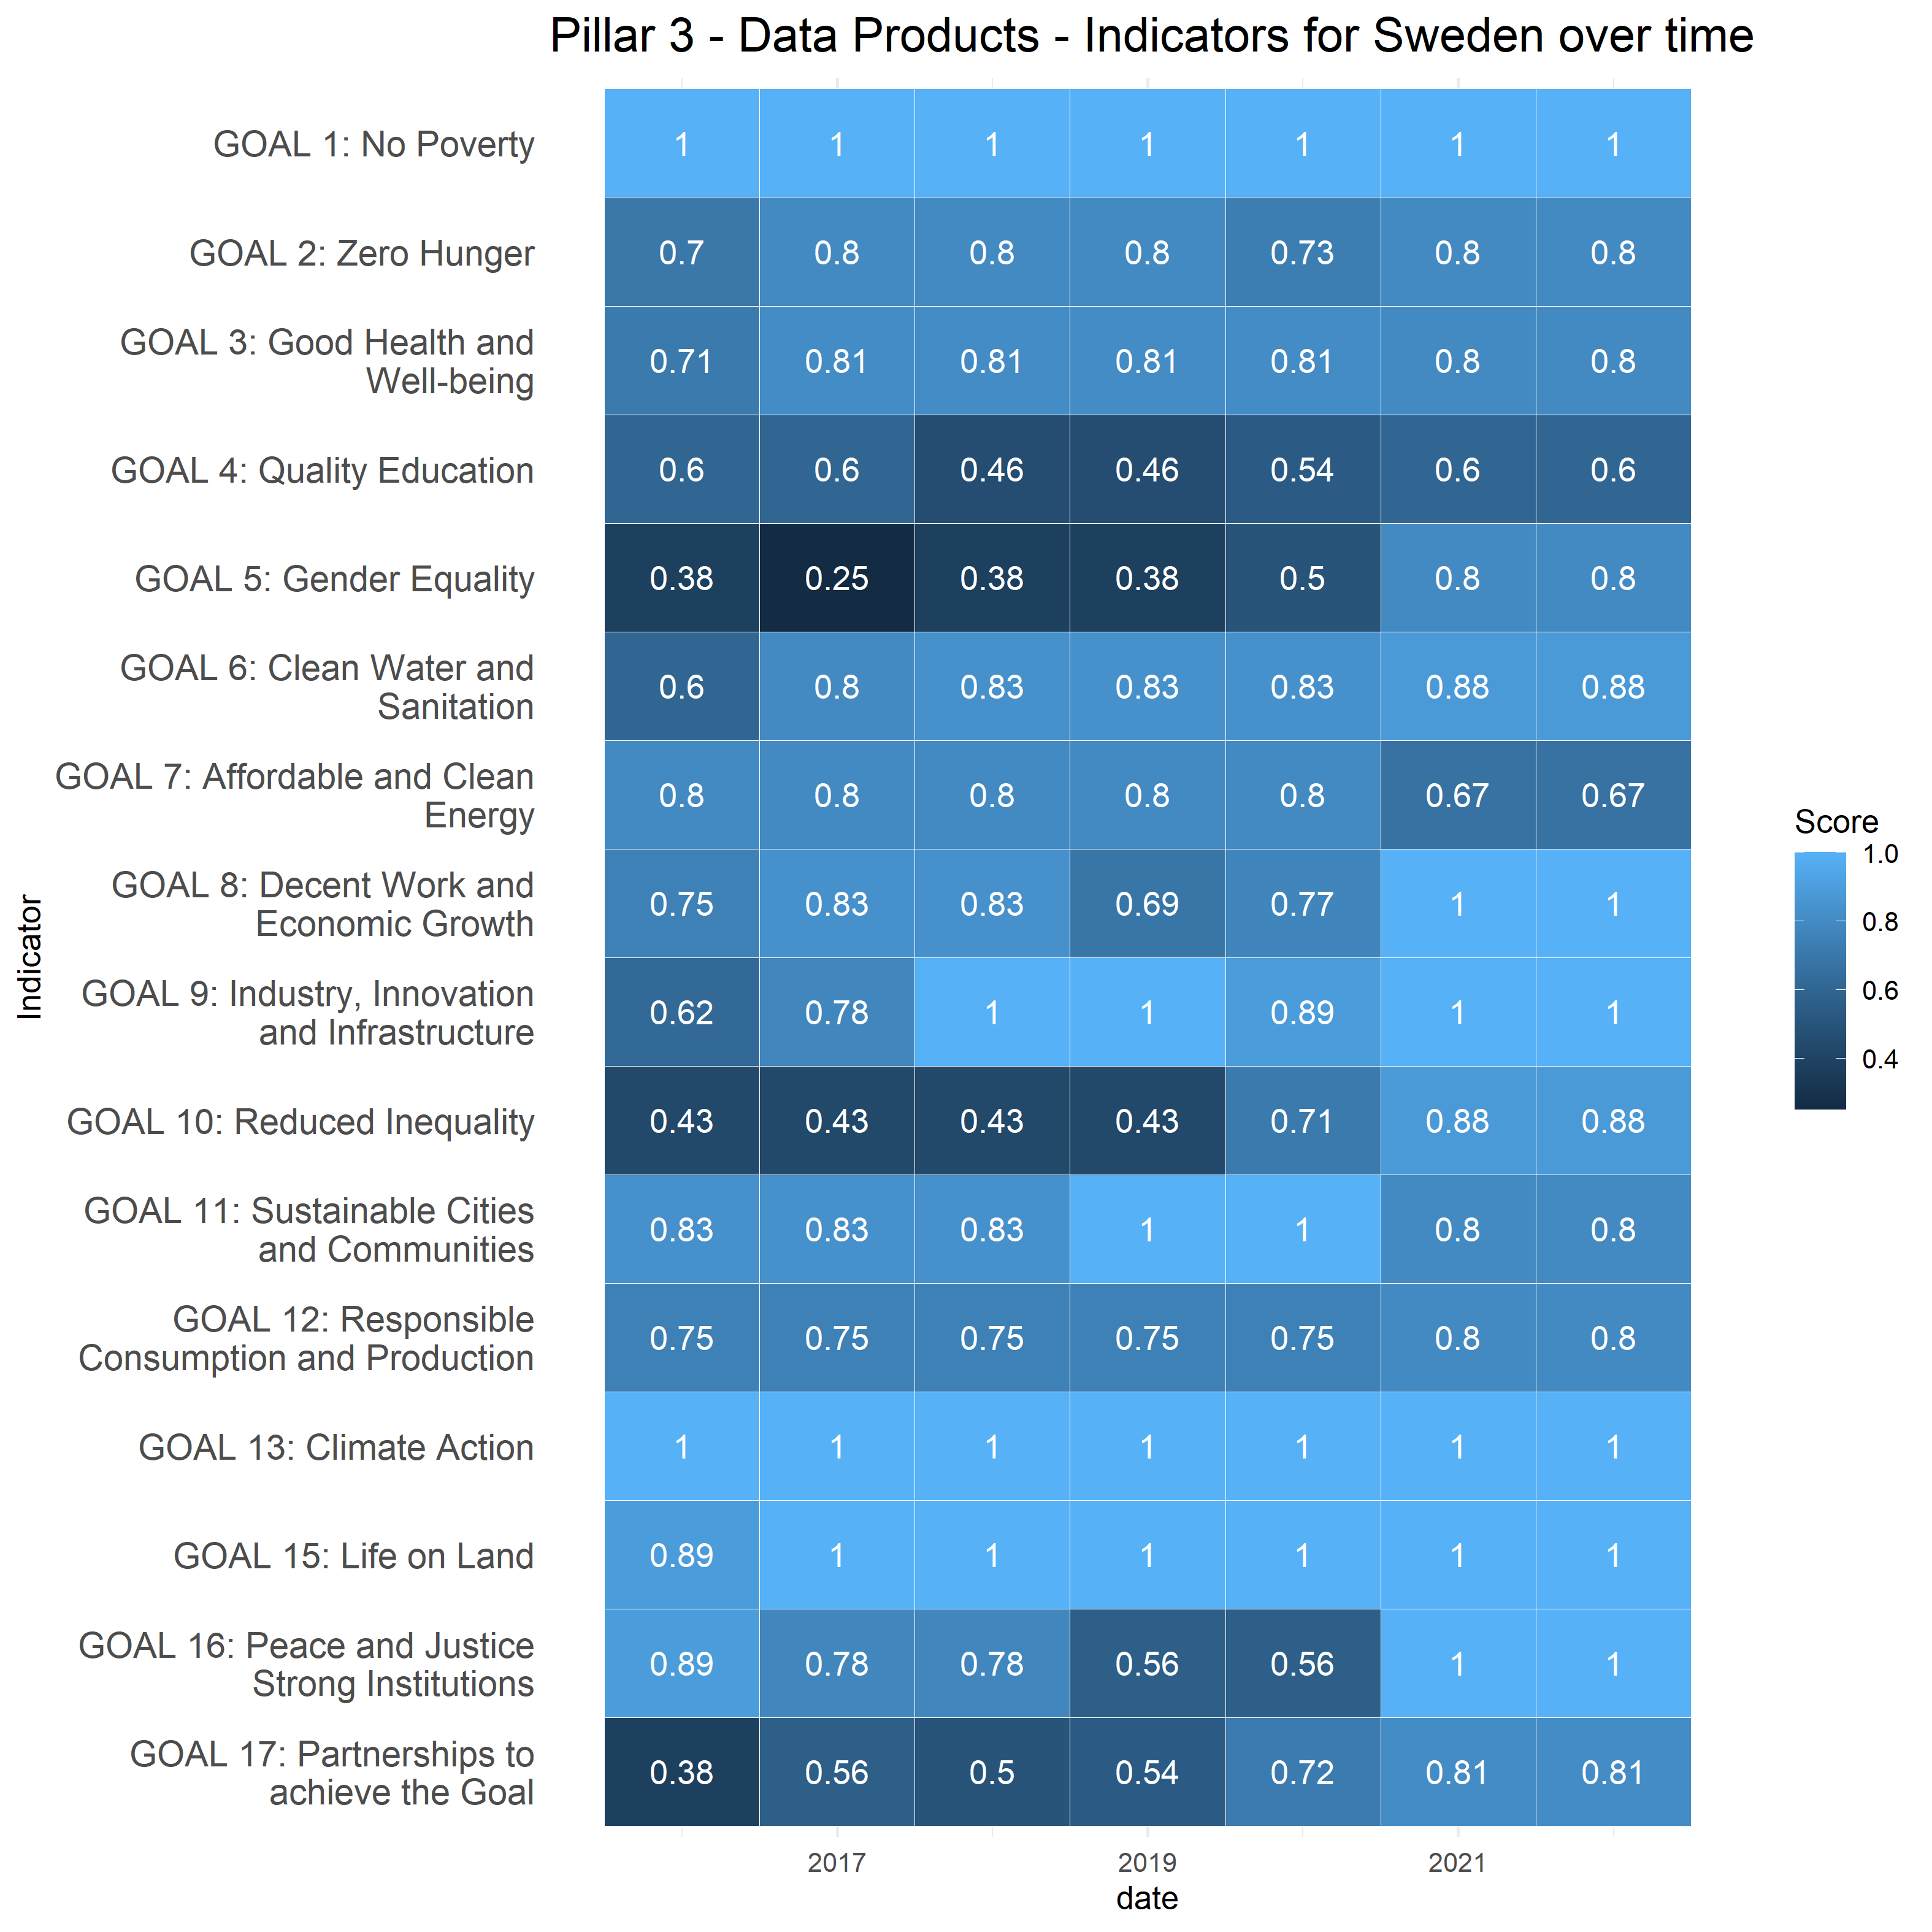 Pillar 3 - Data Products - Indicators for Sweden over time
GOAL 1: No Poverty
1 1 1 1 1 1 1
GOAL 2: Zero Hunger
0.7 0.8 0.8 0.8 0.73 0.8 0.8
GOAL 3: Good Health and
Well-being
0.71 0.81 0.81 0.81 0.81 0.8 0.8
GOAL 4: Quality Education
0.6 0.6 0.46 0.46 0.54 0.6 0.6
GOAL 5: Gender Equality
0.38 0.25 0.38 0.38 0.5 0.8 0.8
GOAL 6: Clean Water and
Sanitation
0.6 0.8 0.83 0.83 0.83 0.88 0.88
GOAL 7: Affordable and Clean
Energy
0.8 0.8 0.8 0.8 0.8 0.67 0.67
GOAL 8: Decent Work and
Economic Growth
0.75 0.83 0.83 0.69 0.77 1 1
GOAL 9: Industry, Innovation
and Infrastructure
0.62 0.78 1 1 0.89 1 1
GOAL 10: Reduced Inequality
0.43 0.43 0.43 0.43 0.71 0.88 0.88
GOAL 11: Sustainable Cities
and Communities
0.83 0.83 0.83 1 1 0.8 0.8
GOAL 12: Responsible
Consumption and Production
0.75 0.75 0.75 0.75 0.75 0.8 0.8
GOAL 13: Climate Action
1 1 1 1 1 1 1
GOAL 15: Life on Land
0.89 1 1 1 1 1 1
GOAL 16: Peace and Justice
Strong Institutions
0.89 0.78 0.78 0.56 0.56 1 1
GOAL 17: Partnerships to
achieve the Goal
0.38 0.56 0.5 0.54 0.72 0.81 0.81
2017 2019 2021
date
Indicator
Score
1.0
0.8
0.6
0.4